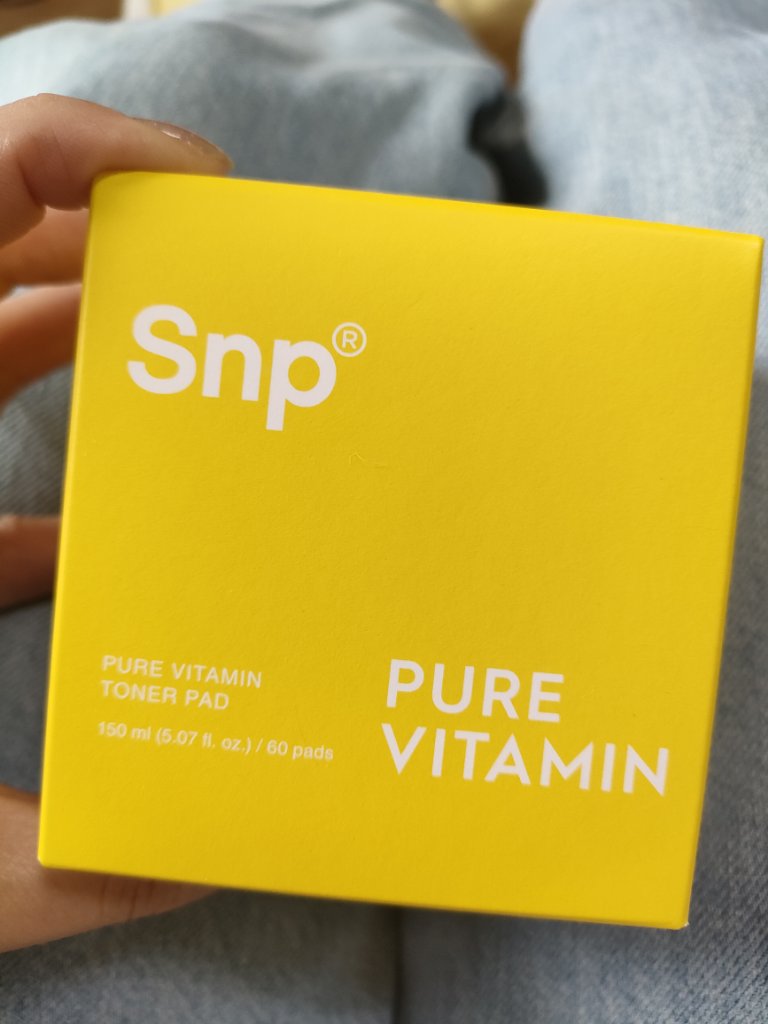 Snp®
PURE VITAMIN
TONER PAD
150 ml (5.07 fl. oz.) / 60 pads
PURE
VITAMIN